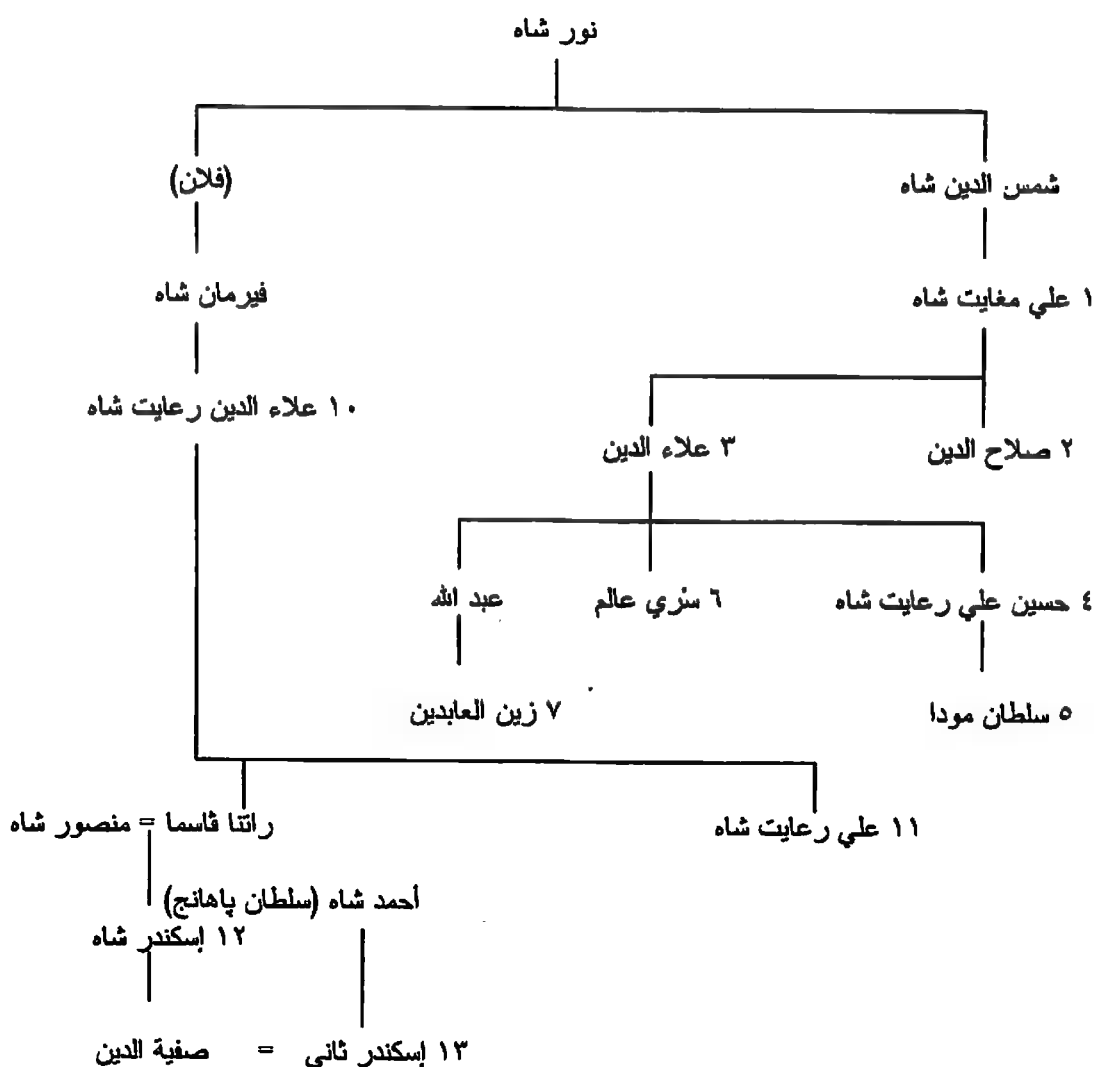 نور شاه
شمس الدين شاه (فلان)
١ علي مغايت شاه فيرمان شاه
١٠ علاء الدين رعايت شاه
٢ صلاح الدين ٣ علاء الدين
٤ حسين علي رعايت شاه ٦ سري عالم عبد الله
٥ سلطان مودا ٧ زين العابدين
١١ علي رعايت شاه راتنا ڤاسما = منصور شاه
أحمد شاه (سلطان پاهانج)
١٢ إسكندر شاه
١٣ إسكندر ثاني = صفية الدين